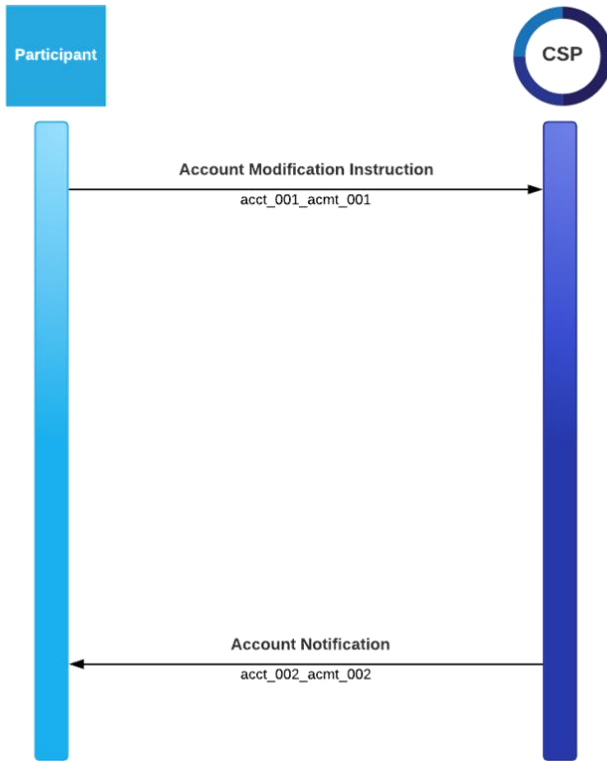 Participant
CSP
Account Modification Instruction
acct_001_acmt_001
Account Notification
acct_002_acmt_002